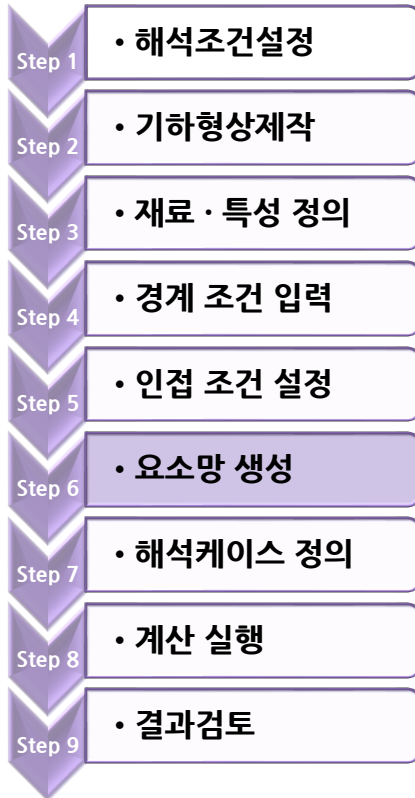 Step 1
• 해석조건설정
Step 2
• 기하형상제작
Step 3
• 재료 · 특성 정의
Step 4
• 경계 조건 입력
Step 5
• 인접 조건 설정
Step 6
• 요소망 생성
Step 7
• 해석케이스 정의
Step 8
• 계산 실행
Step 9
• 결과검토